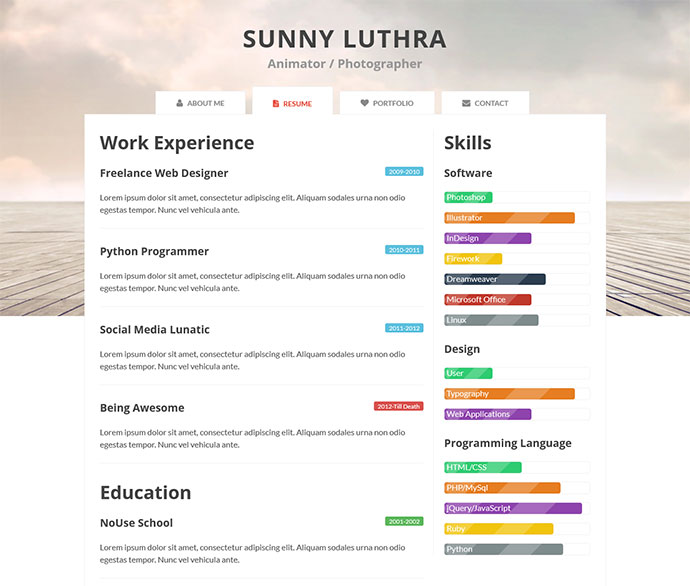 SUNNY LUTHRA
Animator / Photographer
ABOUT ME
RESUME
PORTFOLIO
CONTACT
Work Experience
Freelance Web Designer
2009-2010
Lorem ipsum dolor sit amet, consectetur adipiscing elit. Aliquam sodales urna non odio
egestas tempor. Nunc vel vehicula ante.
Python Programmer
2010-2011
Lorem ipsum dolor sit amet, consectetur adipiscing elit. Aliquam sodales urna non odio
egestas tempor. Nunc vel vehicula ante.
Social Media Lunatic
2011-2012
Lorem ipsum dolor sit amet, consectetur adipiscing elit. Aliquam sodales urna non odio
egestas tempor. Nunc vel vehicula ante.
Being Awesome
2012-Till Death
Lorem ipsum dolor sit amet, consectetur adipiscing elit. Aliquam sodales urna non odio
egestas tempor. Nunc vel vehicula ante.
Education
NoUse School
2001-2002
Lorem ipsum dolor sit amet, consectetur adipiscing elit. Aliquam sodales urna non odio
egestas tempor. Nunc vel vehicula ante.
Skills
Software
Photoshop
Illustrator
InDesign
Firework
Dreamweaver
Microsoft Office
Linux
Design
User
Typography
Web Applications
Programming Language
HTML/CSS
PHP/MySql
jQuery/JavaScript
Ruby
Python